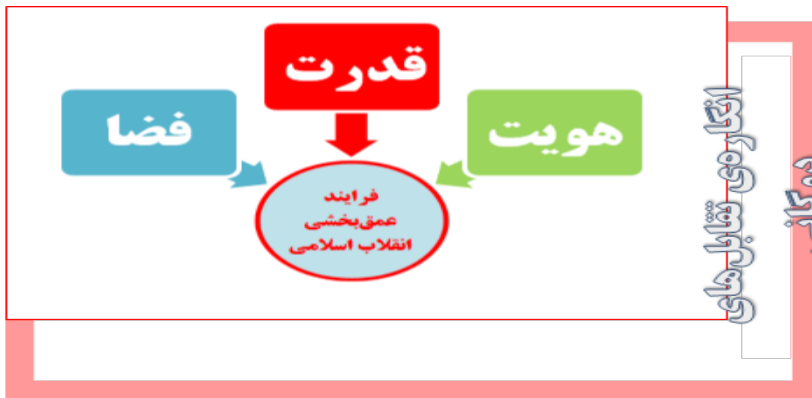 قدرت
هویت
فضا
فرایند
عمق‌بخشی
انقلاب اسلامی
انگاره‌ی تقابل‌های